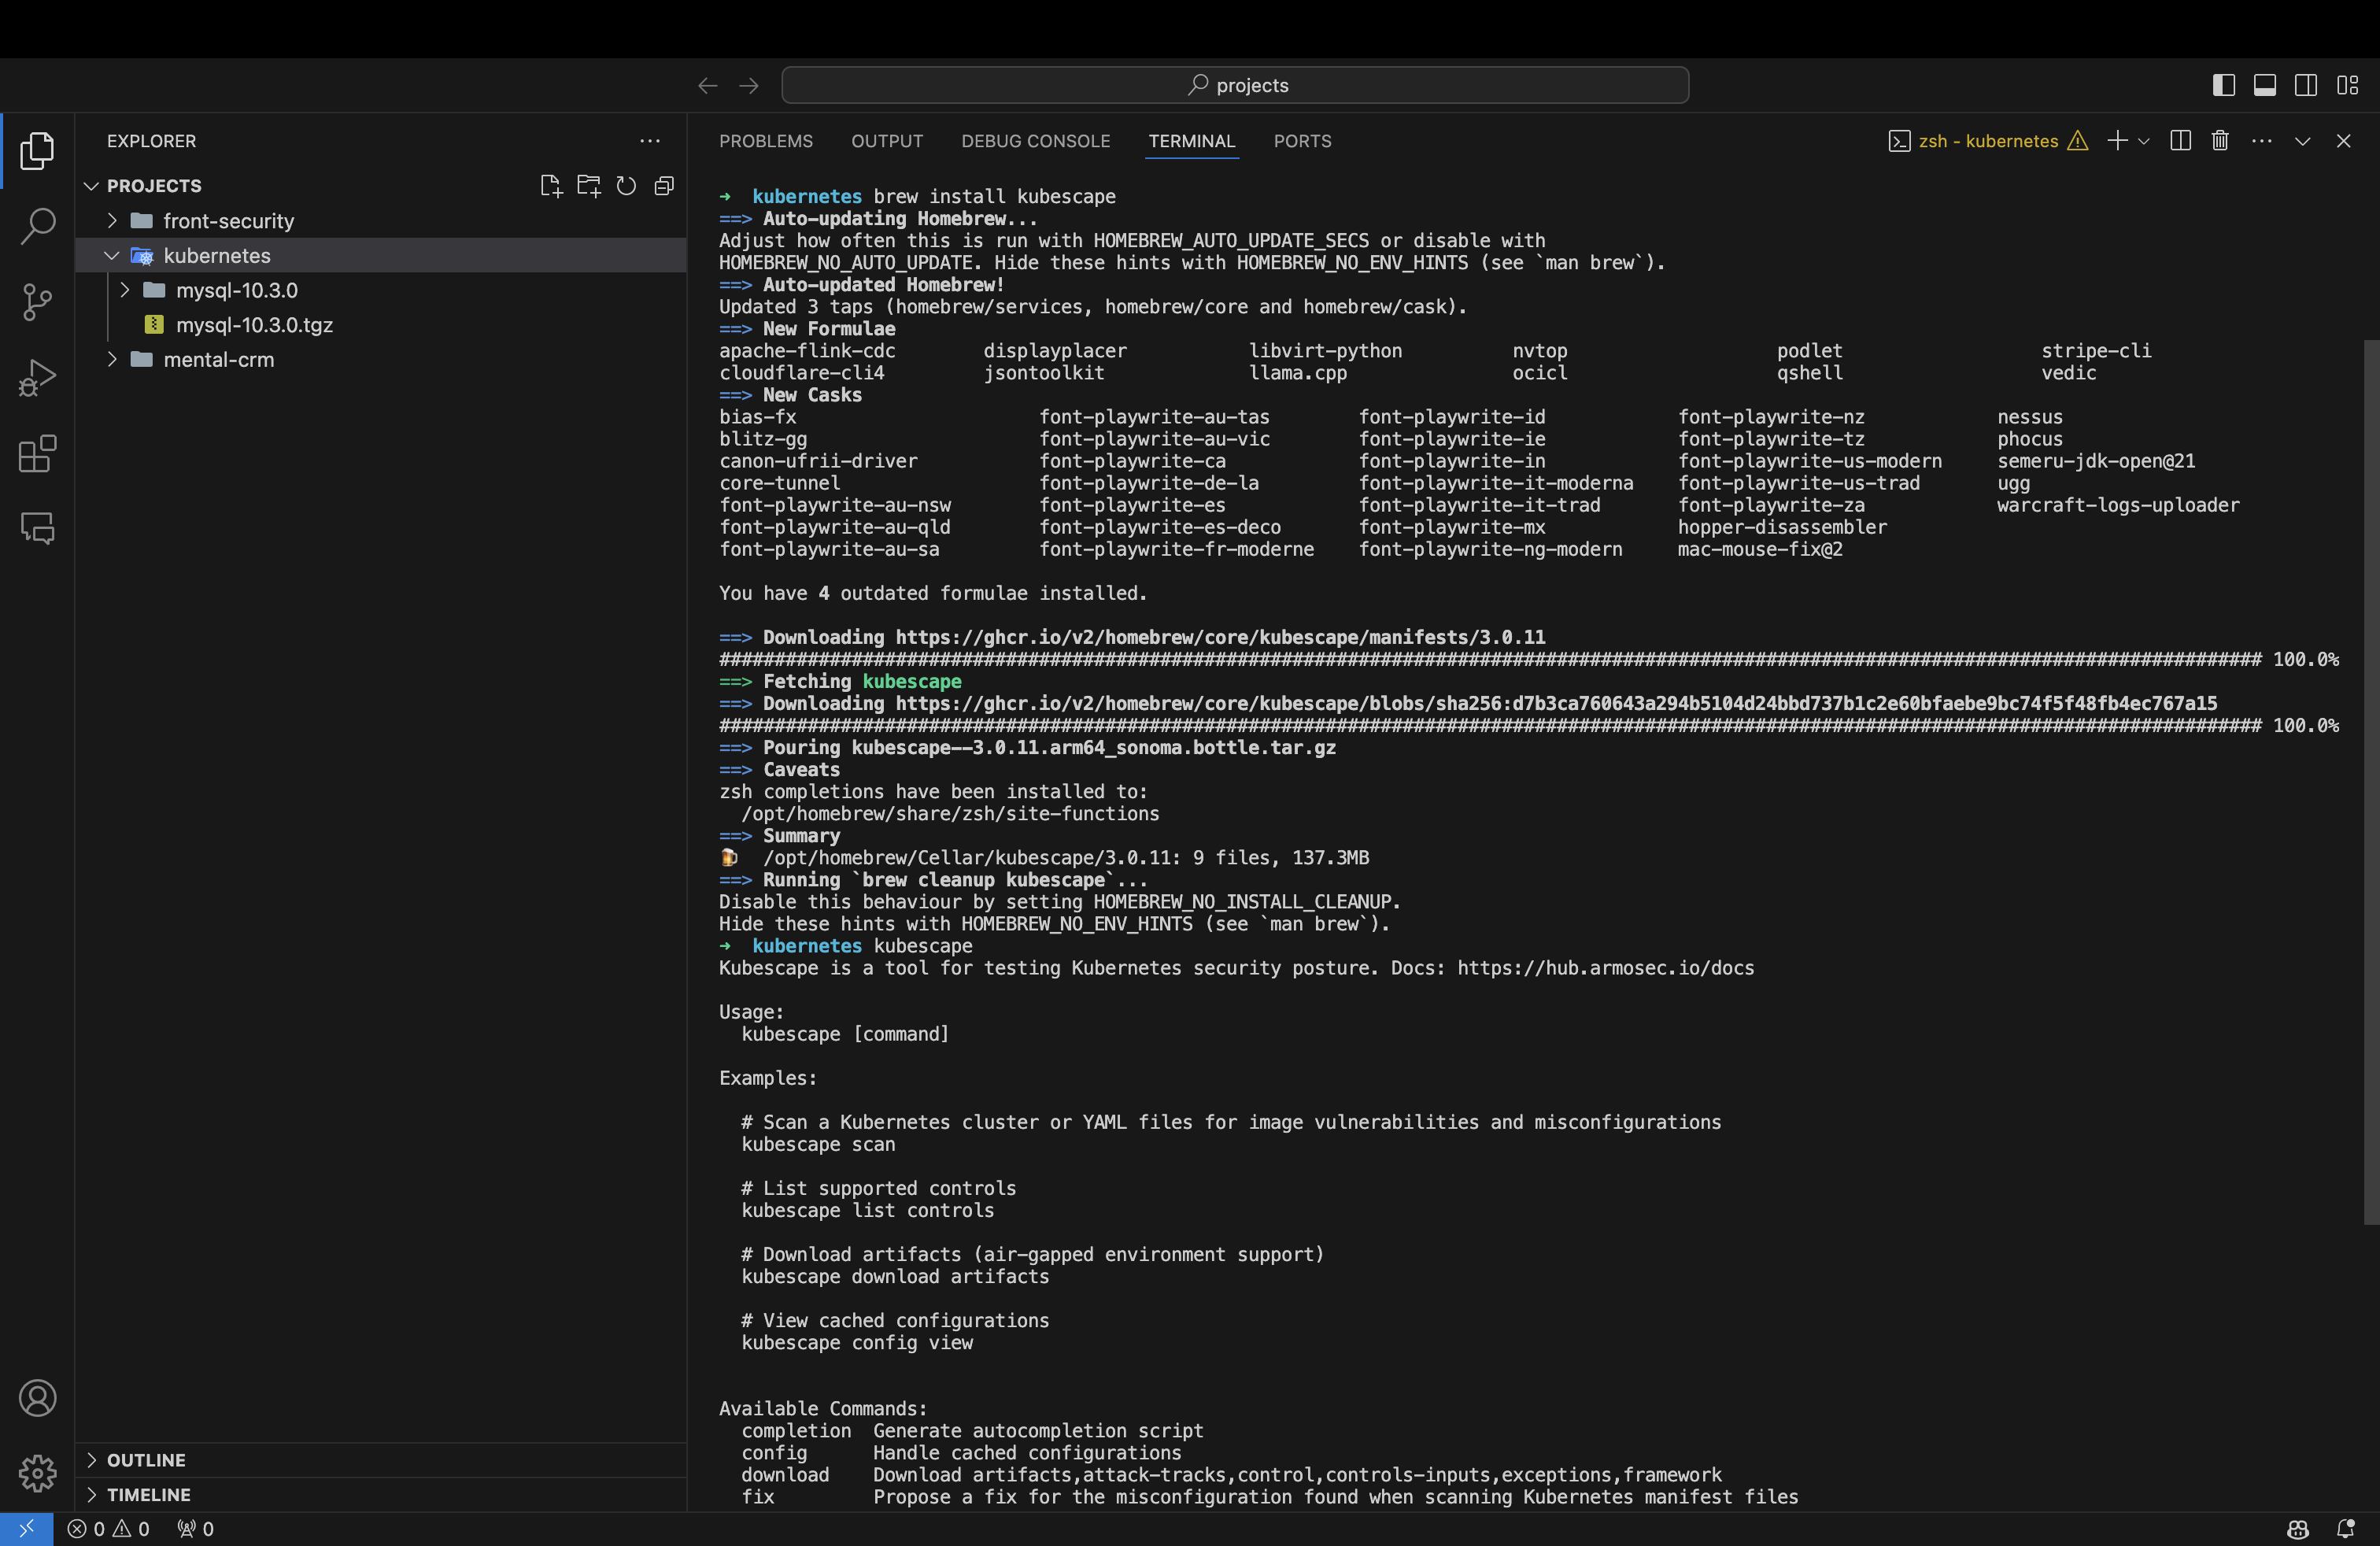 projects
EXPLORER
PROJECTS
front-security
kubernetes
mysql-10.3.0
mysql-10.3.0.tgz
mental-crm
OUTLINE
TIMELINE
PROBLEMS OUTPUT DEBUG CONSOLE TERMINAL PORTS
zsh - kubernetes
➜ kubernetes brew install kubescape
==> Auto-updating Homebrew...
Adjust how often this is run with HOMEBREW_AUTO_UPDATE_SECS or disable with
HOMEBREW_NO_AUTO_UPDATE. Hide these hints with HOMEBREW_NO_ENV_HINTS (see `man brew`).
==> Auto-updated Homebrew!
Updated 3 taps (homebrew/services, homebrew/core and homebrew/cask).
==> New Formulae
apache-flink-cdc displayplacer libvirt-python nvtop podlet stripe-cli
cloudflare-cli4 jsontoolkit llama.cpp ocicl qshell vedic
==> New Casks
bias-fx font-playwrite-au-tas font-playwrite-id font-playwrite-nz nessus
blitz-gg font-playwrite-au-vic font-playwrite-ie font-playwrite-tz phocus
canon-ufrii-driver font-playwrite-ca font-playwrite-in font-playwrite-us-modern semeru-jdk-open@21
core-tunnel font-playwrite-de-la font-playwrite-it-moderna font-playwrite-us-trad ugg
font-playwrite-au-nsw font-playwrite-es font-playwrite-it-trad font-playwrite-za warcraft-logs-uploader
font-playwrite-au-qld font-playwrite-es-deco font-playwrite-mx hopper-disassembler
font-playwrite-au-sa font-playwrite-fr-moderne font-playwrite-ng-modern mac-mouse-fix@2
You have 4 outdated formulae installed.
==> Downloading https://ghcr.io/v2/homebrew/core/kubescape/manifests/3.0.11
############################################################################################################################################ 100.0%
==> Fetching kubescape
==> Downloading https://ghcr.io/v2/homebrew/core/kubescape/blobs/sha256:d7b3ca760643a294b5104d24bbd737b1c2e60bfaebe9bc74f5f48fb4ec767a15
############################################################################################################################################ 100.0%
==> Pouring kubescape--3.0.11.arm64_sonoma.bottle.tar.gz
==> Caveats
zsh completions have been installed to:
/opt/homebrew/share/zsh/site-functions
==> Summary
🍺 /opt/homebrew/Cellar/kubescape/3.0.11: 9 files, 137.3MB
==> Running `brew cleanup kubescape`...
Disable this behaviour by setting HOMEBREW_NO_INSTALL_CLEANUP.
Hide these hints with HOMEBREW_NO_ENV_HINTS (see `man brew`).
➜ kubernetes kubescape
Kubescape is a tool for testing Kubernetes security posture. Docs: https://hub.armosec.io/docs
Usage:
kubescape [command]
Examples:
# Scan a Kubernetes cluster or YAML files for image vulnerabilities and misconfigurations
kubescape scan
# List supported controls
kubescape list controls
# Download artifacts (air-gapped environment support)
kubescape download artifacts
# View cached configurations
kubescape config view
Available Commands:
completion Generate autocompletion script
config Handle cached configurations
download Download artifacts,attack-tracks,control,controls-inputs,exceptions,framework
fix Propose a fix for the misconfiguration found when scanning Kubernetes manifest files
0 0 0